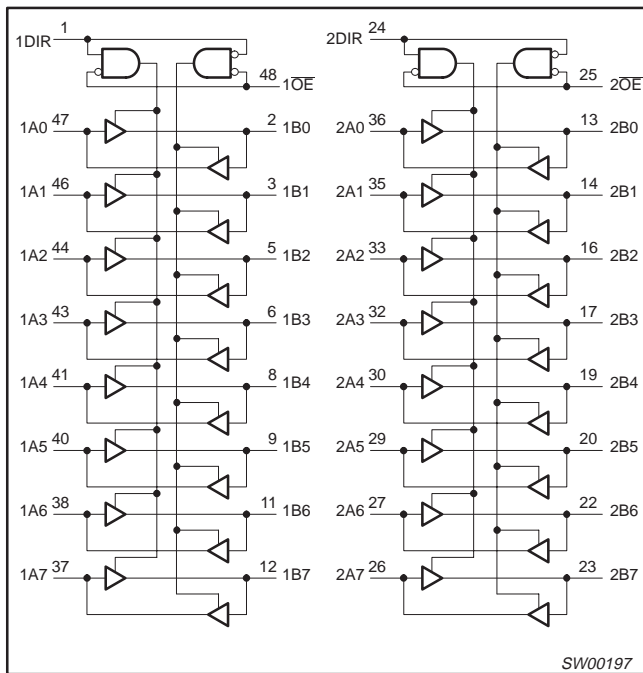 1DIR 1
48 1OE
1A0 47 2 1B0
1A1 46 3 1B1
1A2 44 5 1B2
1A3 43 6 1B3
1A4 41 8 1B4
1A5 40 9 1B5
1A6 38 11 1B6
1A7 37 12 1B7
2DIR 24
25 2OE
2A0 36 13 2B0
2A1 35 14 2B1
2A2 33 16 2B2
2A3 32 17 2B3
2A4 30 19 2B4
2A5 29 20 2B5
2A6 27 22 2B6
2A7 26 23 2B7
SW00197